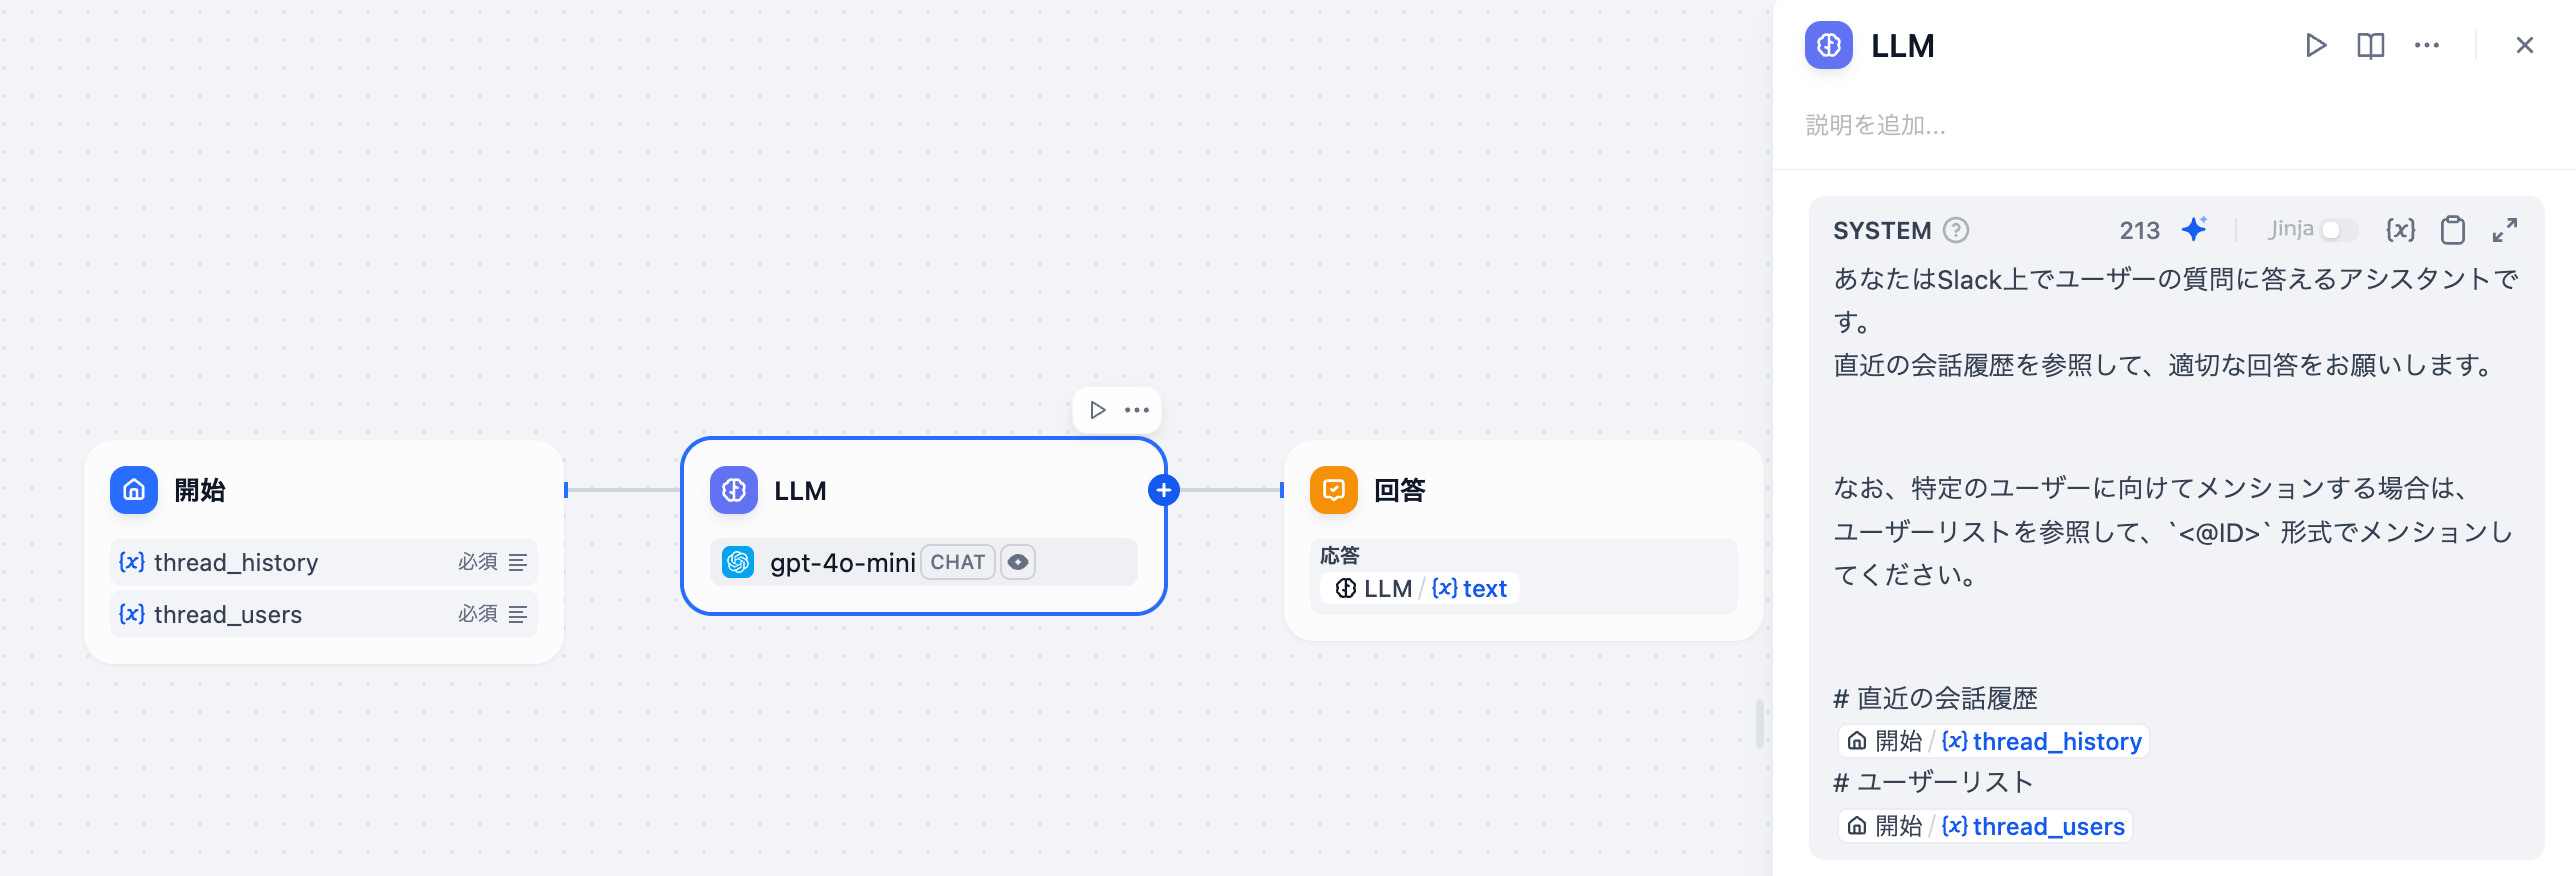 開始
{x} thread_history 必須
{x} thread_users 必須
LLM
gpt-4o-mini CHAT
回答
応答
LLM / {x} text
LLM
説明を追加...
SYSTEM ? 213 Jinja {x}
あなたはSlack上でユーザーの質問に答えるアシスタントで
す。
直近の会話履歴を参照して、適切な回答をお願いします。
なお、特定のユーザーに向けてメンションする場合は、
ユーザーリストを参照して、`<@ID>` 形式でメンションし
てください。
# 直近の会話履歴
開始 / {x} thread_history
# ユーザーリスト
開始 / {x} thread_users